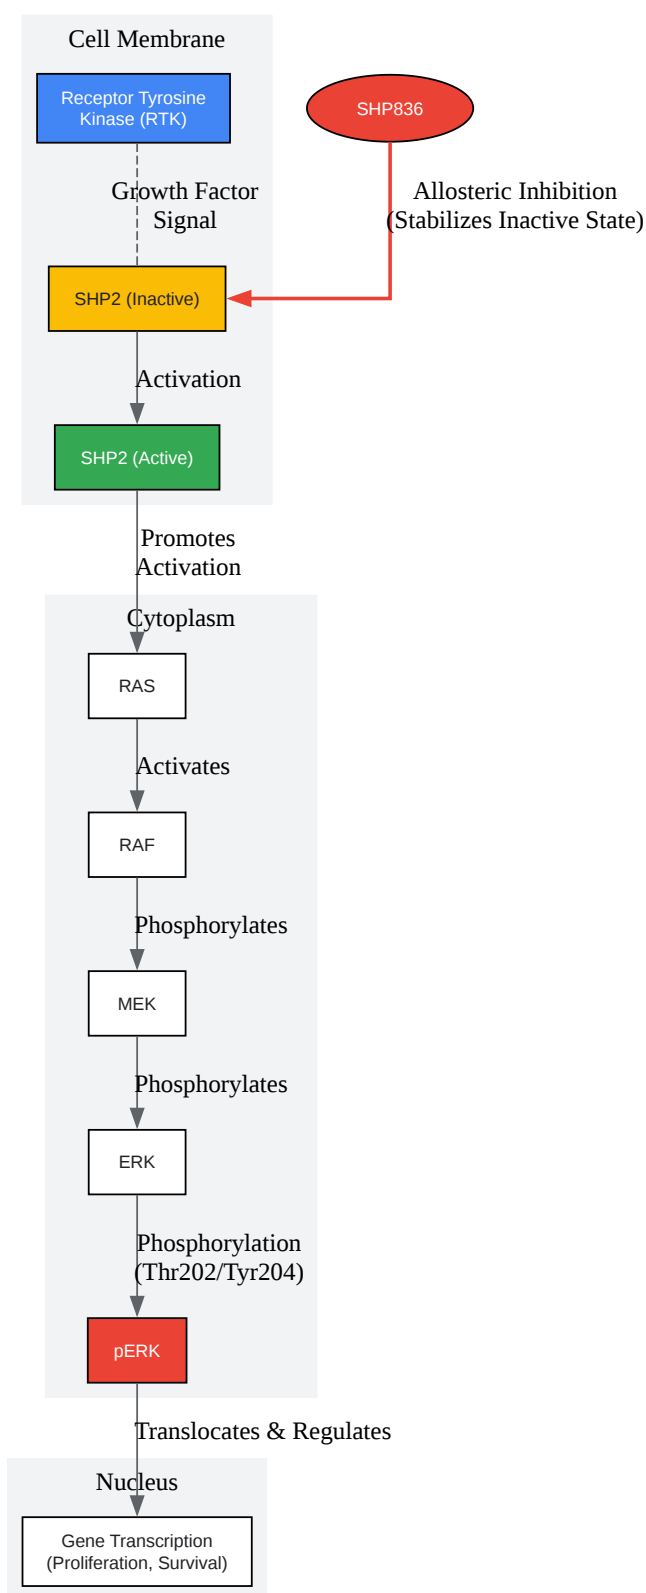 Cell Membrane
Receptor Tyrosine
Kinase (RTK)
SHP836
Growth Factor
Signal
Allosteric Inhibition
(Stabilizes Inactive State)
SHP2 (Inactive)
Activation
SHP2 (Active)
Promotes
Activation
Cytoplasm
RAS
Activates
RAF
Phosphorylates
MEK
Phosphorylates
ERK
Phosphorylation
(Thr202/Tyr204)
pERK
Translocates & Regulates
Nucleus
Gene Transcription
(Proliferation, Survival)